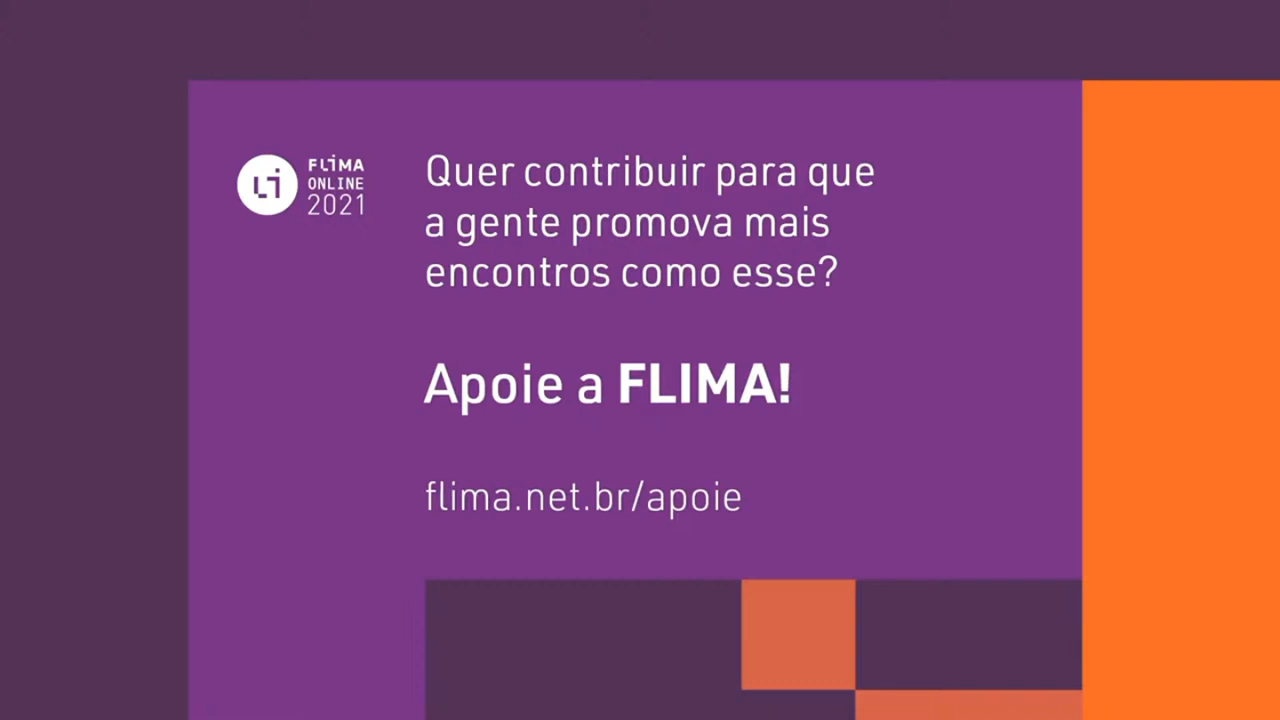 FLiMA
ONLINE
2021
Quer contribuir para que
a gente promova mais
encontros como esse?
Apoie a FLIMA!
flima.net.br/apoie